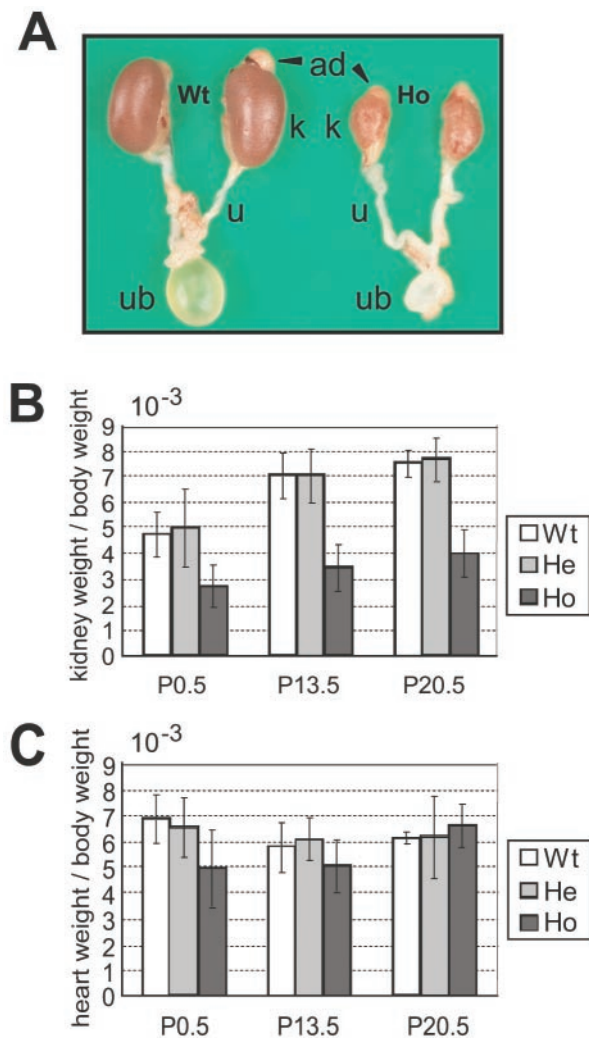 A
ad
Wt
Ho
k k
u
u
ub
ub
B
10-3
kidney weight / body weight
9
8
7
6
5
4
3
2
1
0
P0.5 P13.5 P20.5
Wt
He
Ho
C
10-3
heart weight / body weight
9
8
7
6
5
4
3
2
1
0
P0.5 P13.5 P20.5
Wt
He
Ho